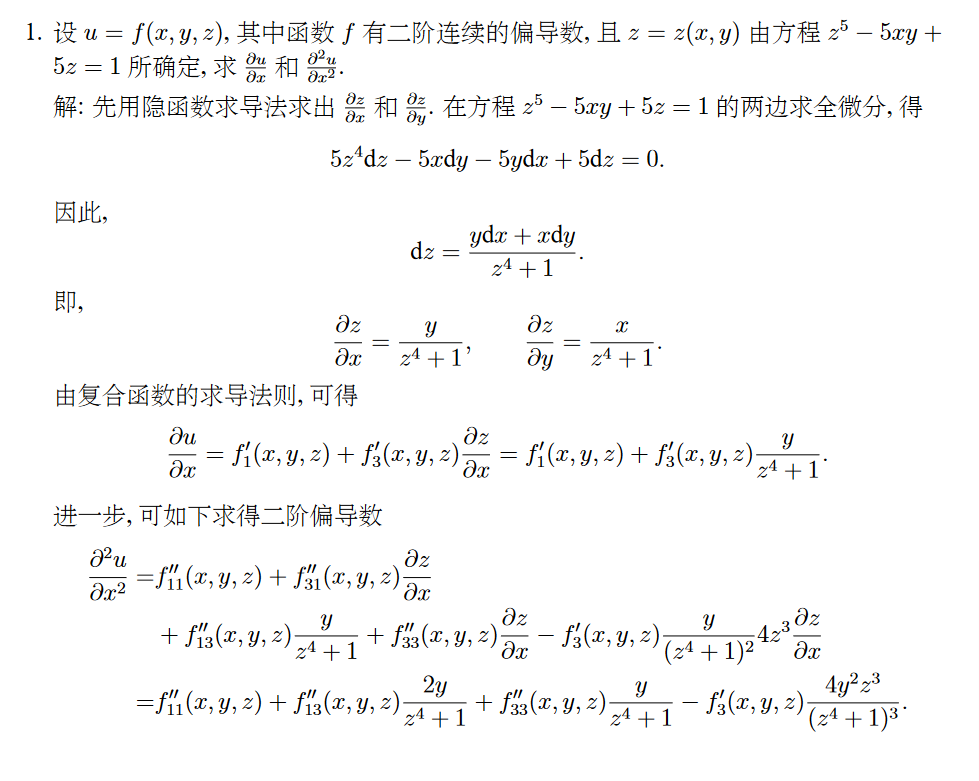 1. 设 $u = f(x, y, z)$, 其中函数 $f$ 有二阶连续的偏导数, 且 $z = z(x, y)$ 由方程 $z^5 - 5xy +$
$5z = 1$ 所确定, 求 $\frac{\partial u}{\partial x}$ 和 $\frac{\partial^2 u}{\partial x^2}$.
解: 先用隐函数求导法求出 $\frac{\partial z}{\partial x}$ 和 $\frac{\partial z}{\partial y}$. 在方程 $z^5 - 5xy + 5z = 1$ 的两边求全微分, 得
$5z^4\mathrm{d}z - 5x\mathrm{d}y - 5y\mathrm{d}x + 5\mathrm{d}z = 0.$
因此,
$\mathrm{d}z = \frac{y\mathrm{d}x + x\mathrm{d}y}{z^4 + 1}.$
即,
$\frac{\partial z}{\partial x} = \frac{y}{z^4 + 1}, \quad \frac{\partial z}{\partial y} = \frac{x}{z^4 + 1}.$
由复合函数的求导法则, 可得
$\frac{\partial u}{\partial x} = f_1'(x, y, z) + f_3'(x, y, z)\frac{\partial z}{\partial x} = f_1'(x, y, z) + f_3'(x, y, z)\frac{y}{z^4 + 1}.$
进一步, 可如下求得二阶偏导数
$\frac{\partial^2 u}{\partial x^2} = f_{11}''(x, y, z) + f_{31}''(x, y, z)\frac{\partial z}{\partial x}$
$+ f_{13}''(x, y, z)\frac{y}{z^4 + 1} + f_{33}''(x, y, z)\frac{\partial z}{\partial x} - f_3'(x, y, z)\frac{y}{(z^4 + 1)^2}4z^3\frac{\partial z}{\partial x}$
$= f_{11}''(x, y, z) + f_{13}''(x, y, z)\frac{2y}{z^4 + 1} + f_{33}''(x, y, z)\frac{y}{z^4 + 1} - f_3'(x, y, z)\frac{4y^2z^3}{(z^4 + 1)^3}.$